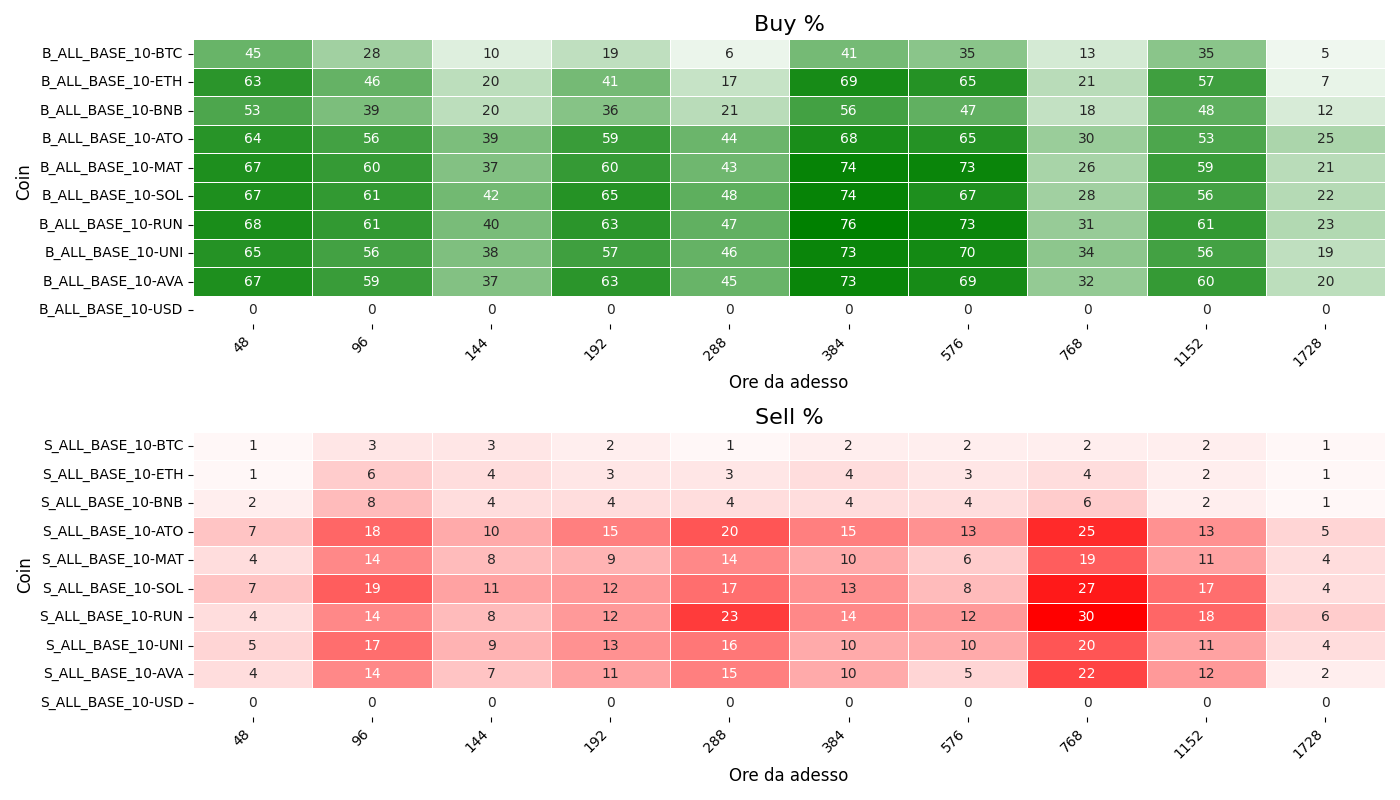 Buy %
Coin
B_ALL_BASE_10-BTC 45 28 10 19 6 41 35 13 35 5
B_ALL_BASE_10-ETH 63 46 20 41 17 69 65 21 57 7
B_ALL_BASE_10-BNB 53 39 20 36 21 56 47 18 48 12
B_ALL_BASE_10-ATO 64 56 39 59 44 68 65 30 53 25
B_ALL_BASE_10-MAT 67 60 37 60 43 74 73 26 59 21
B_ALL_BASE_10-SOL 67 61 42 65 48 74 67 28 56 22
B_ALL_BASE_10-RUN 68 61 40 63 47 76 73 31 61 23
B_ALL_BASE_10-UNI 65 56 38 57 46 73 70 34 56 19
B_ALL_BASE_10-AVA 67 59 37 63 45 73 69 32 60 20
B_ALL_BASE_10-USD 0 0 0 0 0 0 0 0 0 0
48 96 144 192 288 384 576 768 1152 1728
Ore da adesso
Sell %
Coin
S_ALL_BASE_10-BTC 1 3 3 2 1 2 2 2 2 1
S_ALL_BASE_10-ETH 1 6 4 3 3 4 3 4 2 1
S_ALL_BASE_10-BNB 2 8 4 4 4 4 4 6 2 1
S_ALL_BASE_10-ATO 7 18 10 15 20 15 13 25 13 5
S_ALL_BASE_10-MAT 4 14 8 9 14 10 6 19 11 4
S_ALL_BASE_10-SOL 7 19 11 12 17 13 8 27 17 4
S_ALL_BASE_10-RUN 4 14 8 12 23 14 12 30 18 6
S_ALL_BASE_10-UNI 5 17 9 13 16 10 10 20 11 4
S_ALL_BASE_10-AVA 4 14 7 11 15 10 5 22 12 2
S_ALL_BASE_10-USD 0 0 0 0 0 0 0 0 0 0
48 96 144 192 288 384 576 768 1152 1728
Ore da adesso